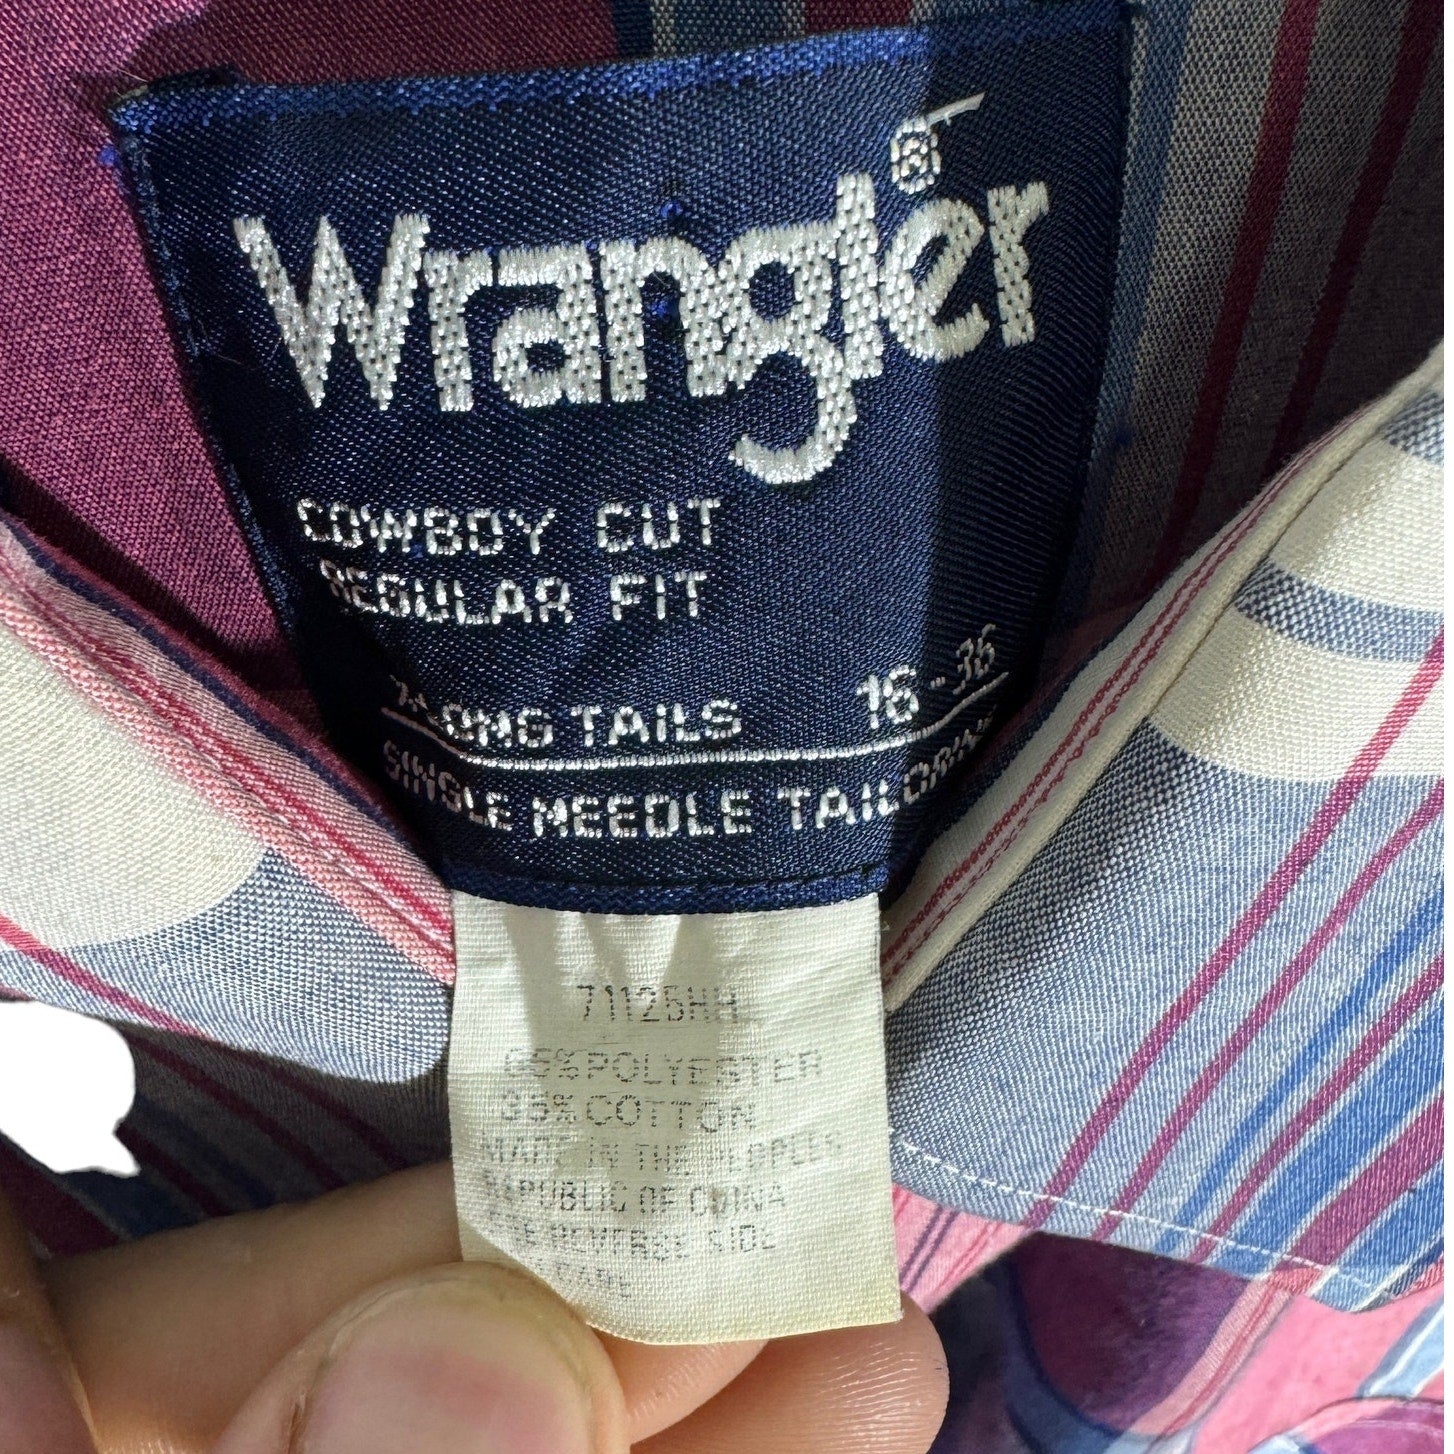 Wrangler®
COWBOY CUT
REGULAR FIT
LONG TAILS 16-36
SINGLE NEEDLE TAILORING
71125HH
65% POLYESTER
35% COTTON
MADE IN THE PEOPLES
REPUBLIC OF CHINA
SEE REVERSE SIDE
CARE